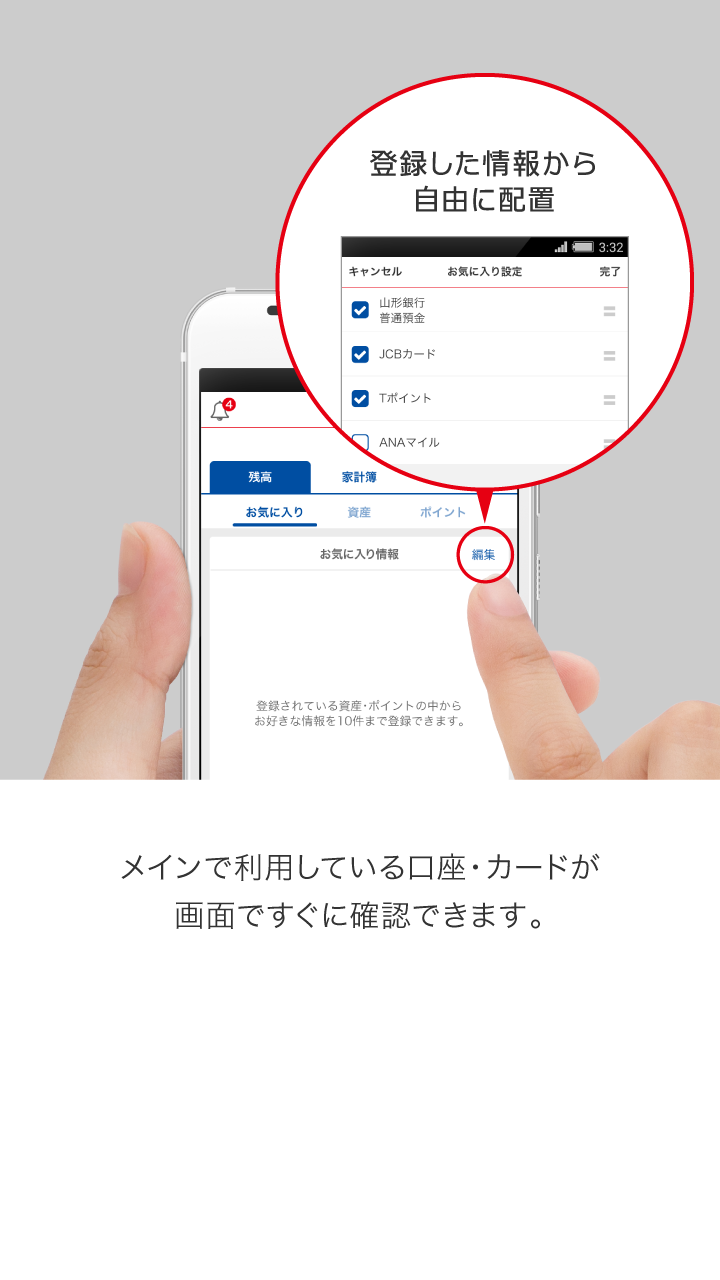 登録した情報から
自由に配置
3:32
キャンセル お気に入り設定 完了
山形銀行
普通預金
JCBカード
Tポイント
ANAマイル
4
残高 家計簿
お気に入り 資産 ポイント
お気に入り情報 編集
登録されている資産・ポイントの中から
お好きな情報を10件まで登録できます。
メインで利用している口座・カードが
画面ですぐに確認できます。